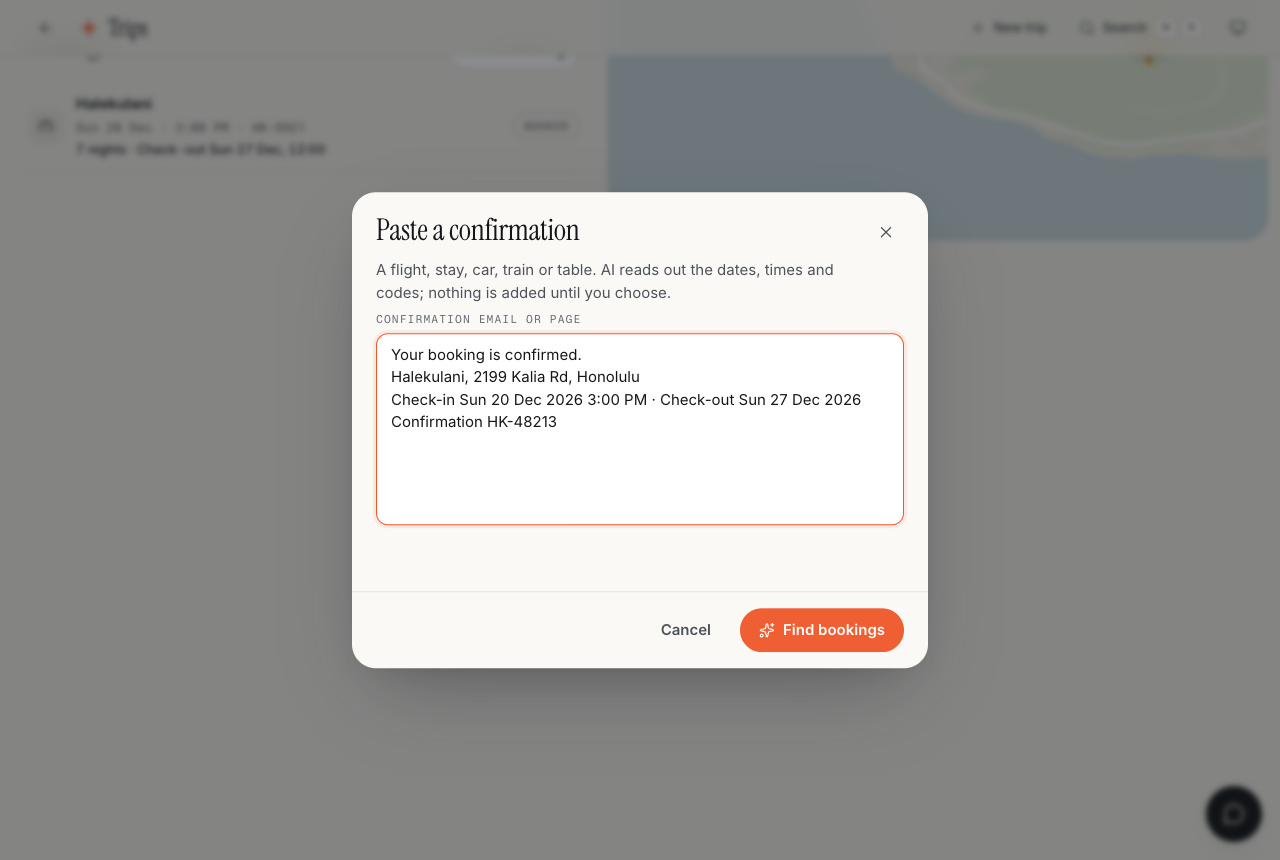 Trips
New trip
Search
Halekulani
7 nights · Check-out Sun 27 Dec, 12:00
Paste a confirmation
A flight, stay, car, train or table. AI reads out the dates, times and
codes; nothing is added until you choose.
CONFIRMATION EMAIL OR PAGE
Your booking is confirmed.
Halekulani, 2199 Kalia Rd, Honolulu
Check-in Sun 20 Dec 2026 3:00 PM · Check-out Sun 27 Dec 2026
Confirmation HK-48213
Cancel
Find bookings